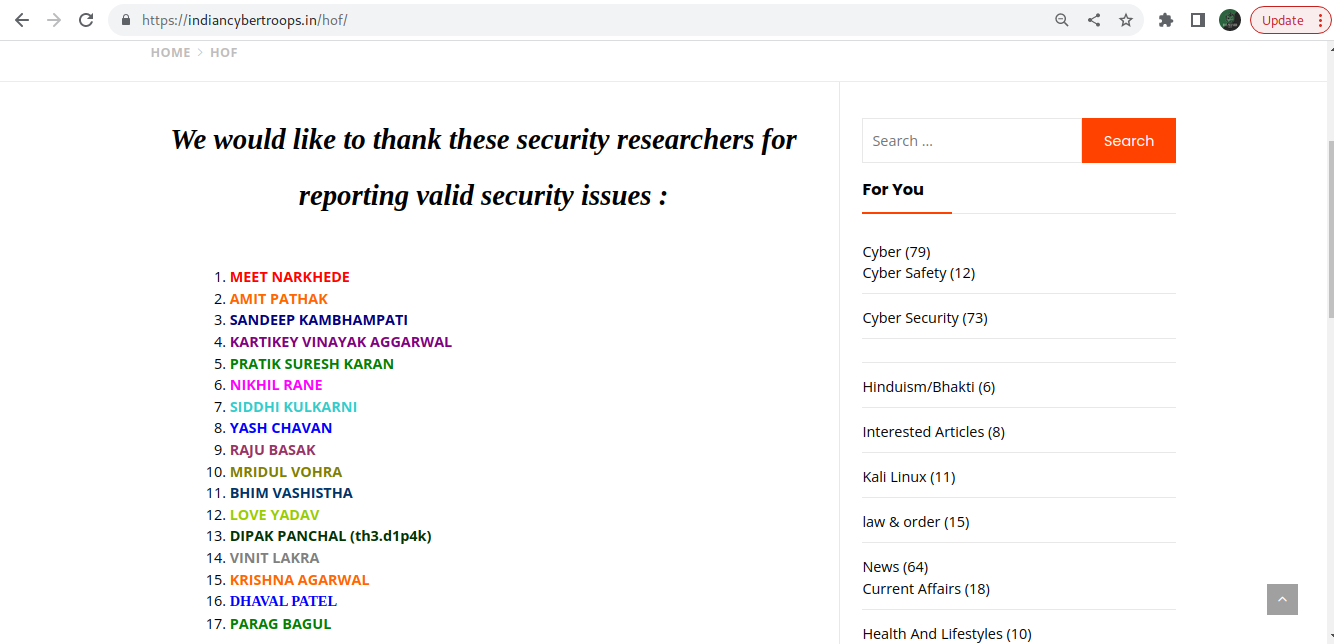 https://indiancybertroops.in/hof/
Update
HOME > HOF
We would like to thank these security researchers for
reporting valid security issues :
1. MEET NARKHEDE
2. AMIT PATHAK
3. SANDEEP KAMBHAMPATI
4. KARTIKEY VINAYAK AGGARWAL
5. PRATIK SURESH KARAN
6. NIKHIL RANE
7. SIDDHI KULKARNI
8. YASH CHAVAN
9. RAJU BASAK
10. MRIDUL VOHRA
11. BHIM VASHISTHA
12. LOVE YADAV
13. DIPAK PANCHAL (th3.d1p4k)
14. VINIT LAKRA
15. KRISHNA AGARWAL
16. DHAVAL PATEL
17. PARAG BAGUL
Search ...
Search
For You
Cyber (79)
Cyber Safety (12)
Cyber Security (73)
Hinduism/Bhakti (6)
Interested Articles (8)
Kali Linux (11)
law & order (15)
News (64)
Current Affairs (18)
Health And Lifestyles (10)